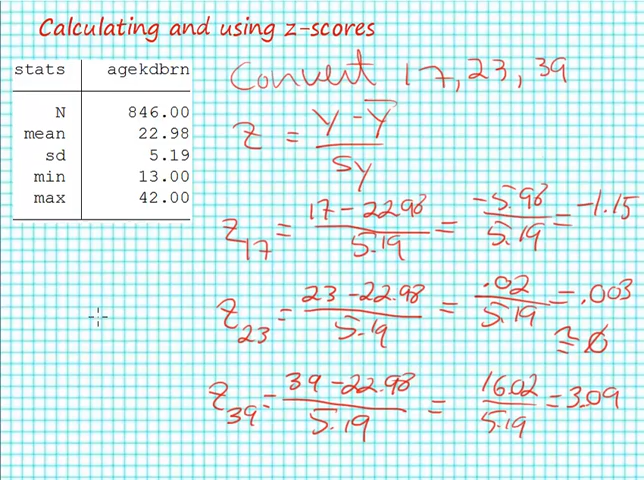 Calculating and using z-scores
stats agekdbrn
N 846.00
mean 22.98
sd 5.19
min 13.00
max 42.00
Convert 17, 23, 39
Z = Y - Ȳ / Sy
Z17 = 17 - 22.98 / 5.19 = -5.98 / 5.19 = -1.15
Z23 = 23 - 22.98 / 5.19 = .02 / 5.19 = .003
≅ 0
Z39 = 39 - 22.98 / 5.19 = 16.02 / 5.19 = 3.09